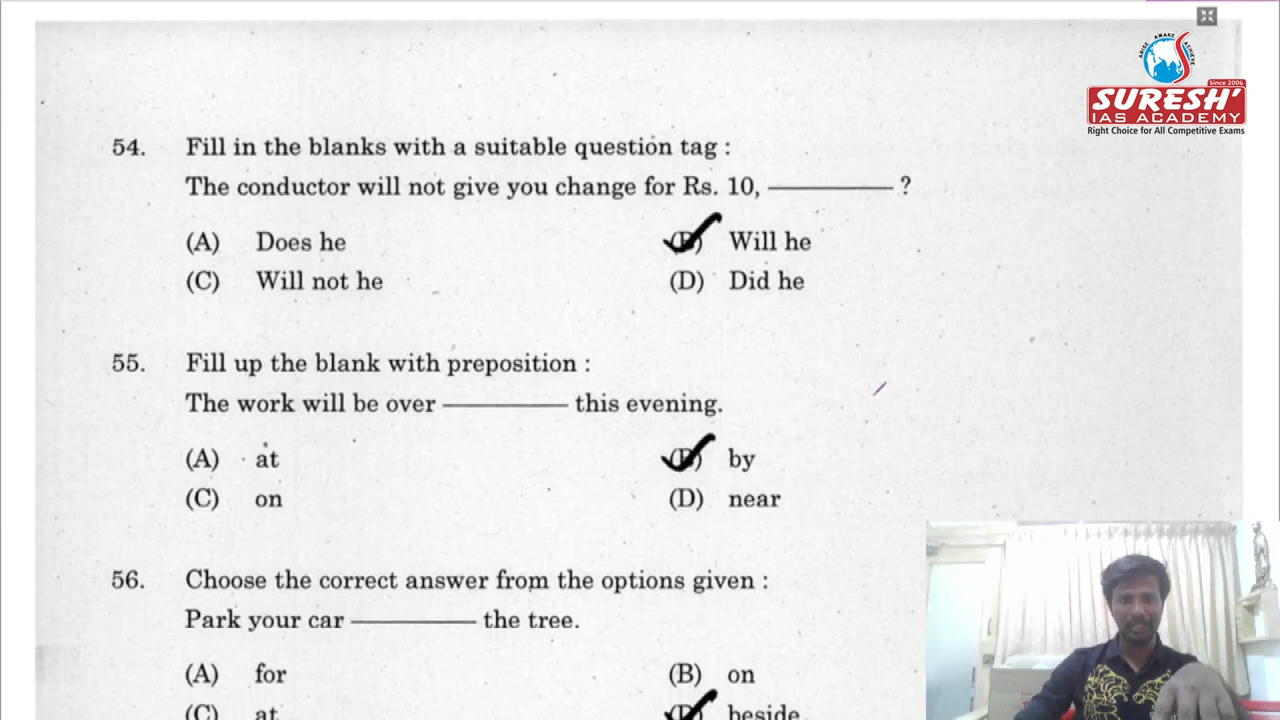 ARISE AWAKE ACHIEVE
Since 2006
SURESH'
IAS ACADEMY
Right Choice for All Competitive Exams
54. Fill in the blanks with a suitable question tag :
The conductor will not give you change for Rs. 10, ———— ?
(A) Does he (B) Will he
(C) Will not he (D) Did he
55. Fill up the blank with preposition :
The work will be over ———— this evening.
(A) at (B) by
(C) on (D) near
56. Choose the correct answer from the options given :
Park your car ———— the tree.
(A) for (B) on
(C) at (D) beside